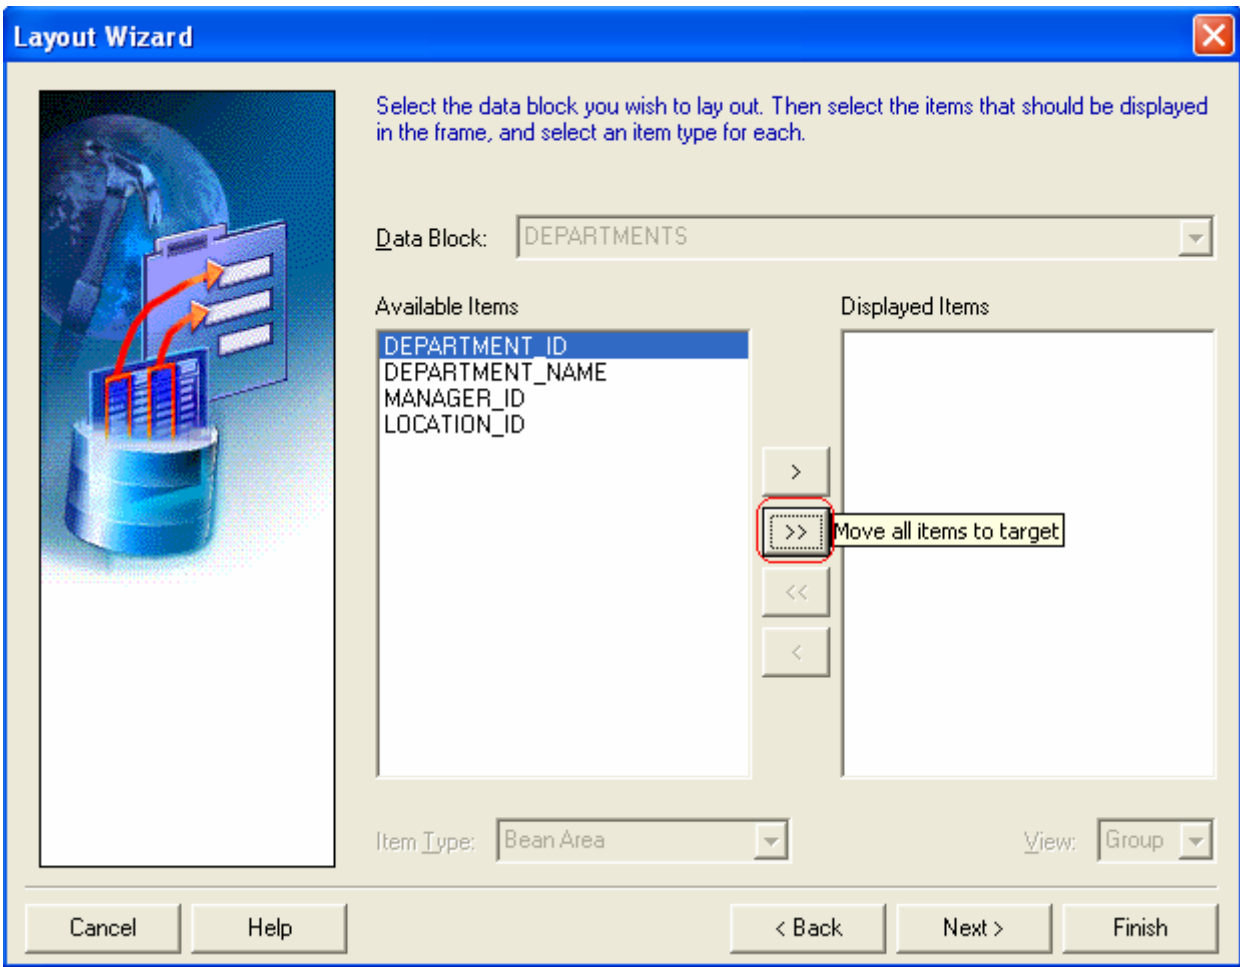 Layout Wizard
Select the data block you wish to lay out. Then select the items that should be displayed
in the frame, and select an item type for each.
Data Block: DEPARTMENTS
Available Items
Displayed Items
DEPARTMENT_ID
DEPARTMENT_NAME
MANAGER_ID
LOCATION_ID
>
>> Move all items to target
<<
<
Item Type: Bean Area
View: Group
Cancel
Help
< Back
Next >
Finish